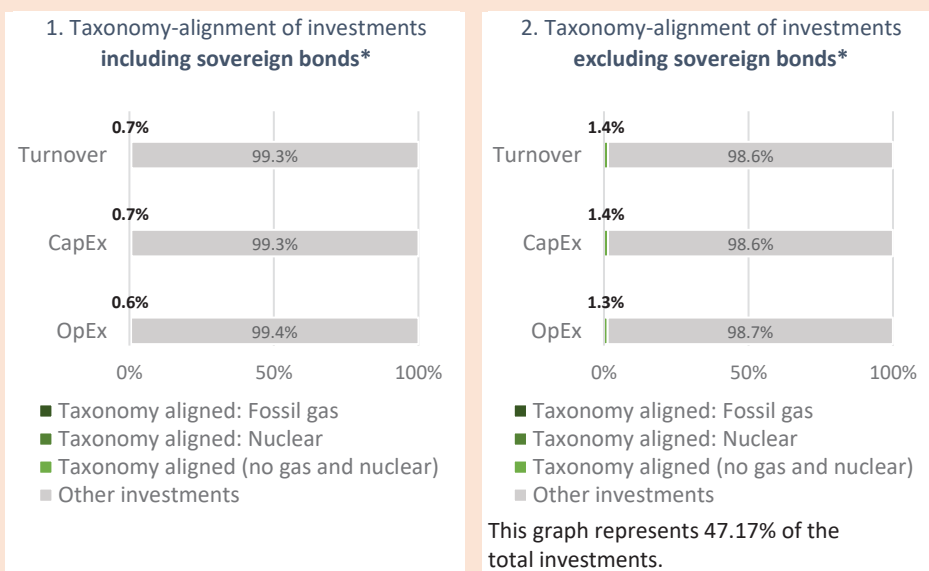 1. Taxonomy-alignment of investments
including sovereign bonds*
0.7%
Turnover 99.3%
0.7%
CapEx 99.3%
0.6%
OpEx 99.4%
0% 50% 100%
Taxonomy aligned: Fossil gas
Taxonomy aligned: Nuclear
Taxonomy aligned (no gas and nuclear)
Other investments
2. Taxonomy-alignment of investments
excluding sovereign bonds*
1.4%
Turnover 98.6%
1.4%
CapEx 98.6%
1.3%
OpEx 98.7%
0% 50% 100%
Taxonomy aligned: Fossil gas
Taxonomy aligned: Nuclear
Taxonomy aligned (no gas and nuclear)
Other investments
This graph represents 47.17% of the
total investments.